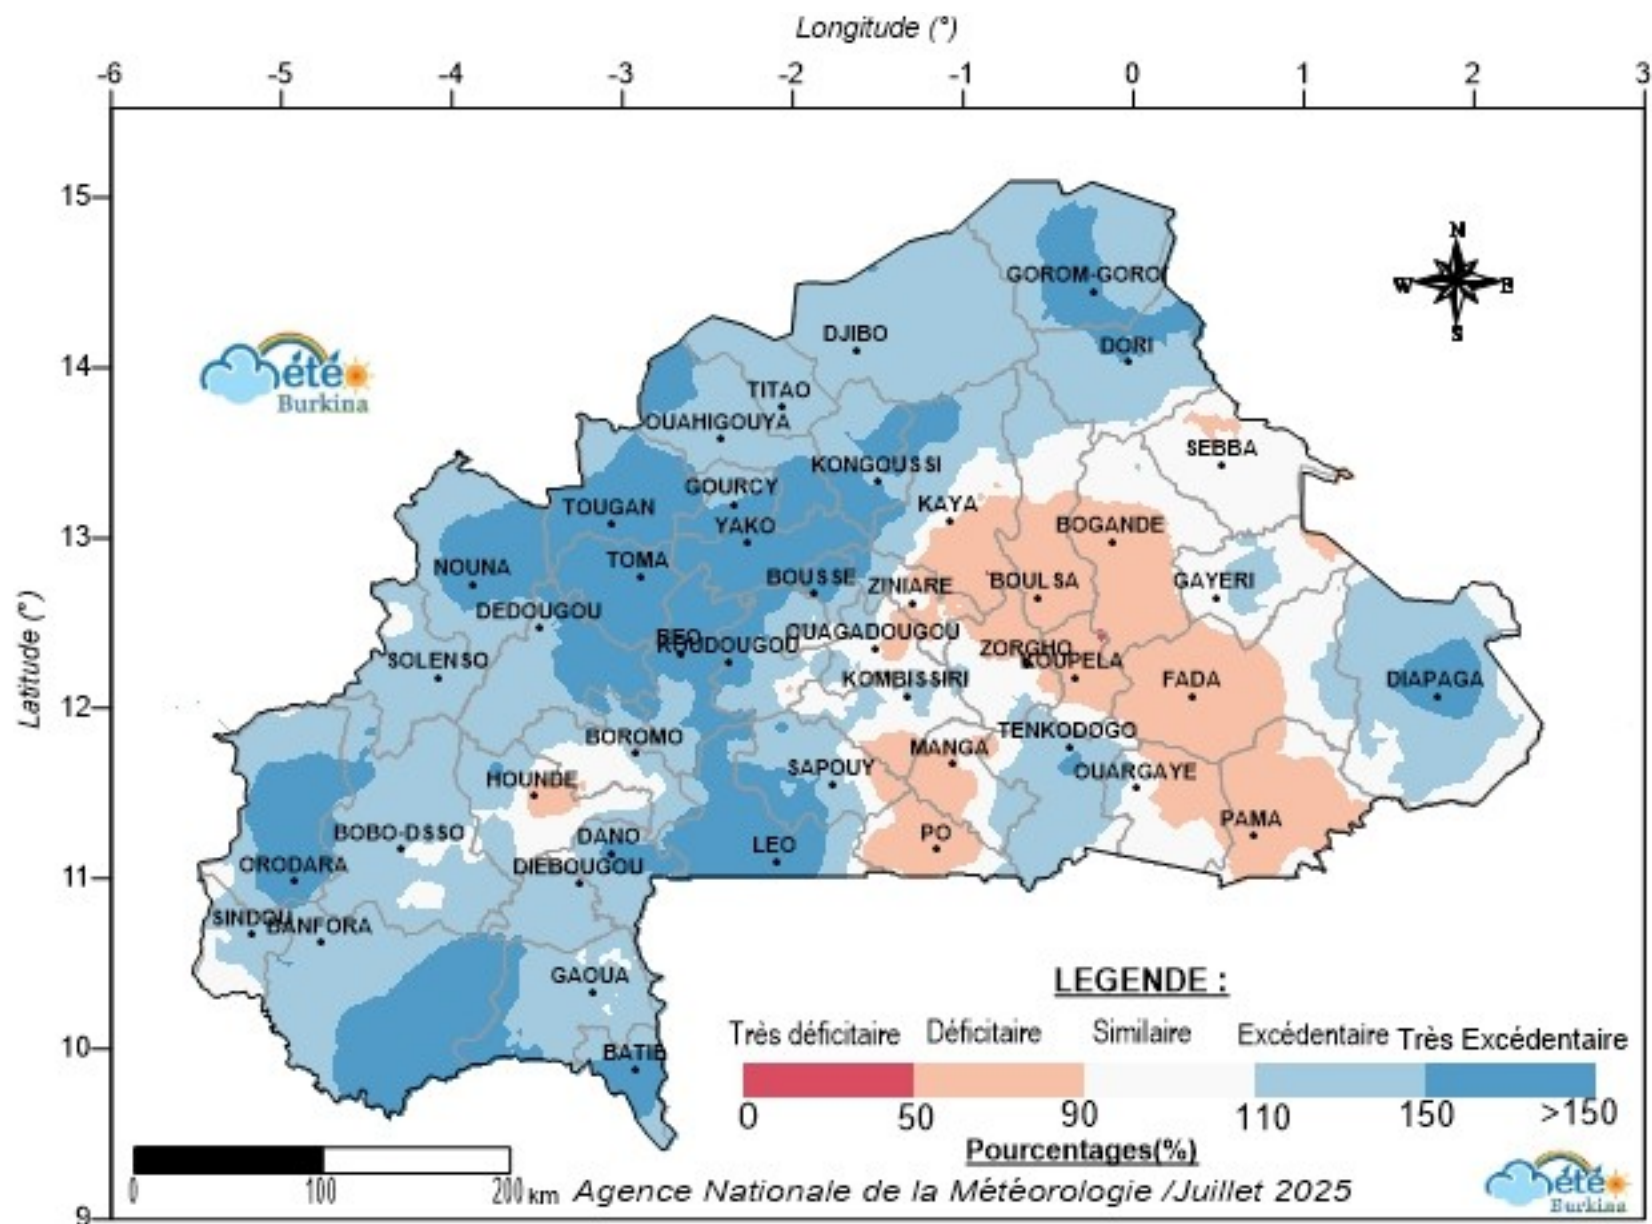 Longitude (°)
-6 -5 -4 -3 -2 -1 0 1 2 3
15
N
W E
S
GOROM-GORO
DJIBO
DORI
14
été
Burkina
TITAO
OUAHIGOUYA
SEBBA
KONGOUSSI
GOURCY
KAYA
TOUGAN
YAKO
BOGANDE
13
TOMA
NOUNA
BOUSSE
ZINIARE
BOULSA
GAYERI
DEDOUGOU
Latitude (°)
REO
KOUDOUGOU
OUAGADOUGOU
ZORGHO
KOUPELA
SOLENSO
KOMBISSIRI
FADA
DIAPAGA
12
BOROMO
TENKODOGO
MANGA
SAPOUY
OUARGAYE
HOUNDE
BOBO-DSSO
DANO
LEO
PO
PAMA
ORODARA
DIEBOUGOU
11
SINDOU
BANFORA
GAOUA
LEGENDE :
Très déficitaire Déficitaire Similaire Excédentaire Très Excédentaire
10
BATIE
0 50 90 110 150 >150
Pourcentages(%)
0 100 200 km
Agence Nationale de la Météorologie /Juillet 2025
été
Burkina
9